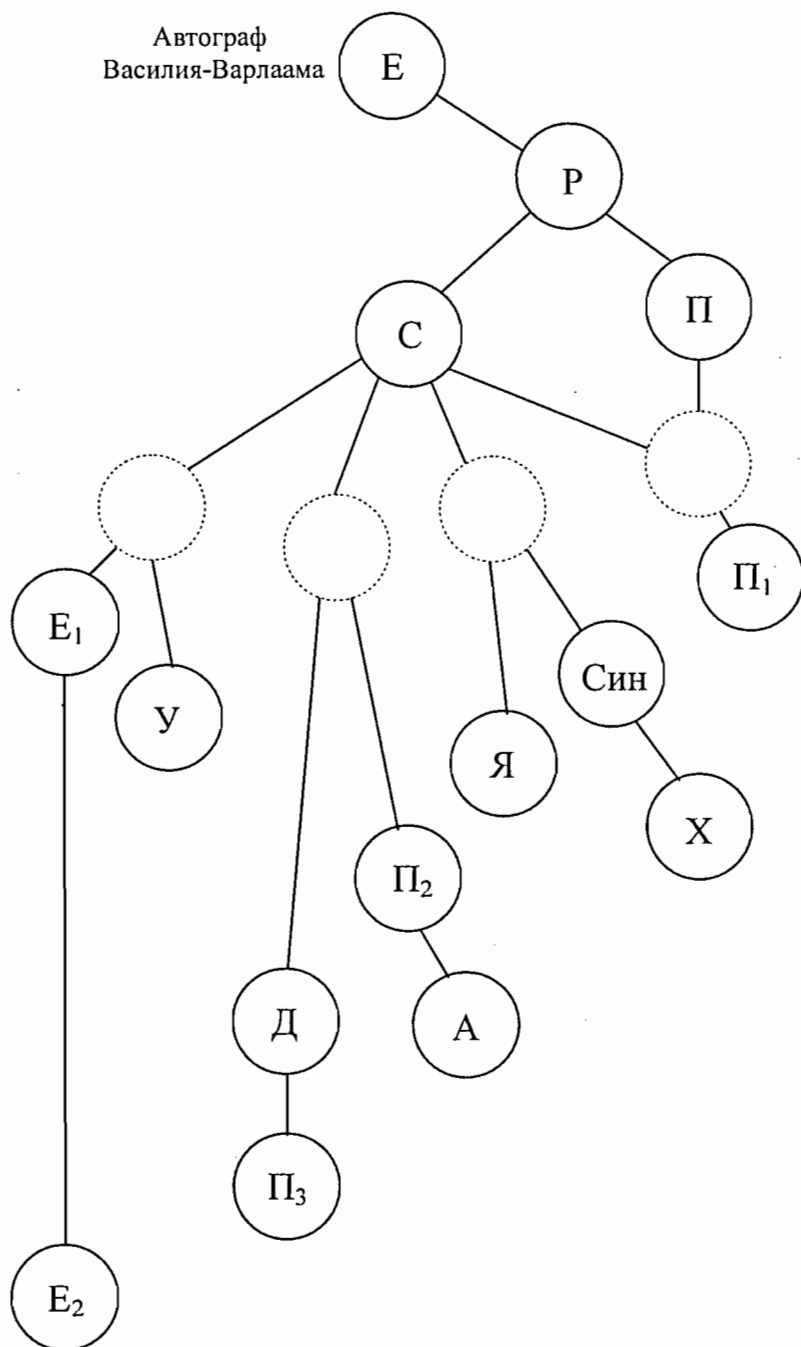 Автограф
Василия-Варлаама
Е
Р
П
С
П₁
Е₁
Син
У
Я
Х
П₂
Д
А
П₃
Е₂